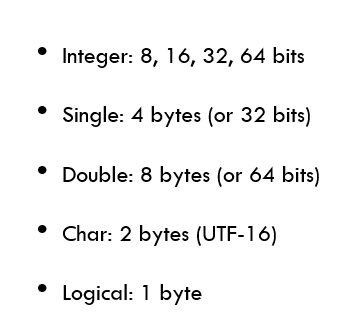 • Integer: 8, 16, 32, 64 bits
• Single: 4 bytes (or 32 bits)
• Double: 8 bytes (or 64 bits)
• Char: 2 bytes (UTF-16)
• Logical: 1 byte